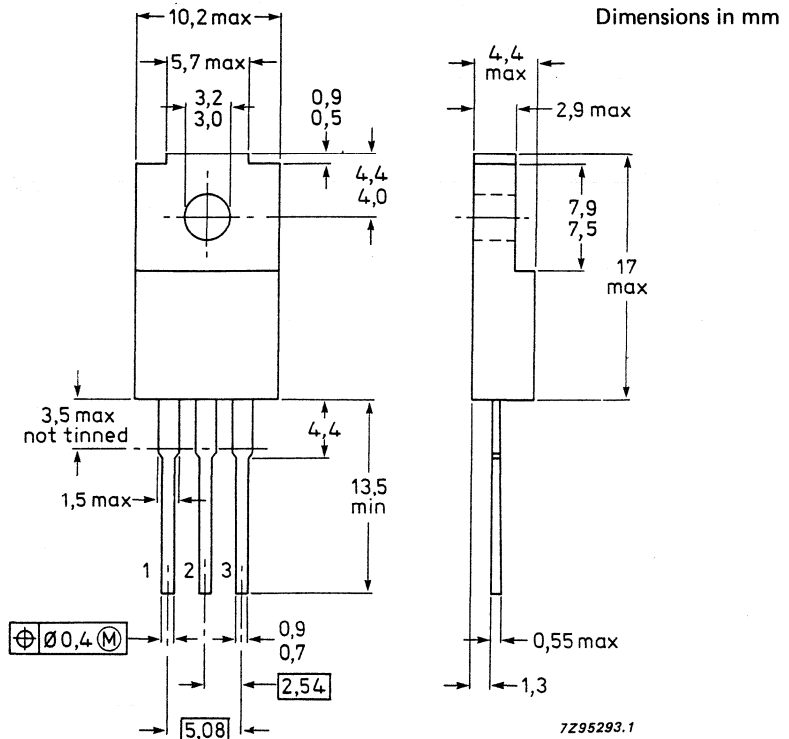 Dimensions in mm
10,2 max
5,7 max
3,2
3,0
0,9
0,5
4,4
4,0
4,4
max
2,9 max
7,9
7,5
17
max
3,5 max
not tinned
4,4
1,5 max
13,5
min
1 2 3
Ø 0,4 Ⓜ
0,9
0,7
2,54
5,08
0,55 max
1,3
7Z95293.1